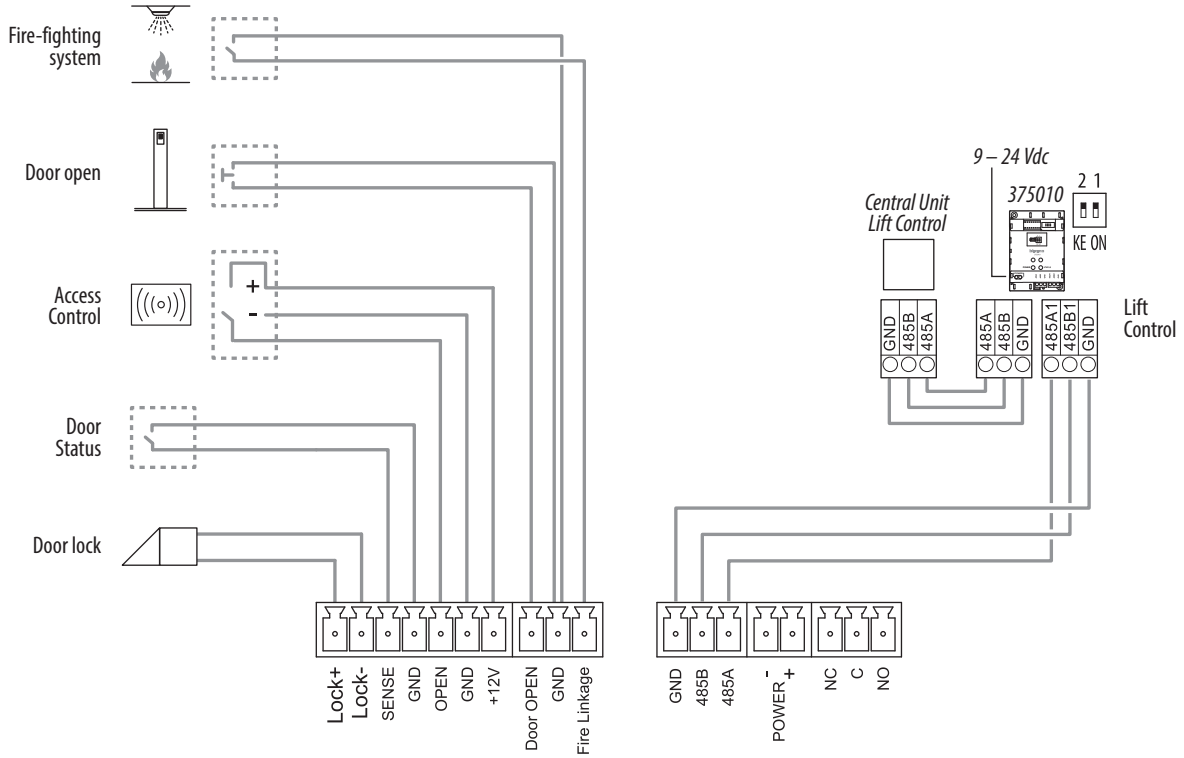 Fire-fighting
system
Door open
Access
Control
+
-
Door
Status
Door lock
Lock+
Lock-
SENSE
GND
OPEN
GND
+12V
Door OPEN
GND
Fire Linkage
9 – 24 Vdc
Central Unit
Lift Control
375010
2 1
KE ON
GND
485B
485A
485A
485B
GND
485A1
485B1
GND
Lift
Control
GND
485B
485A
- +
POWER
NC
C
NO